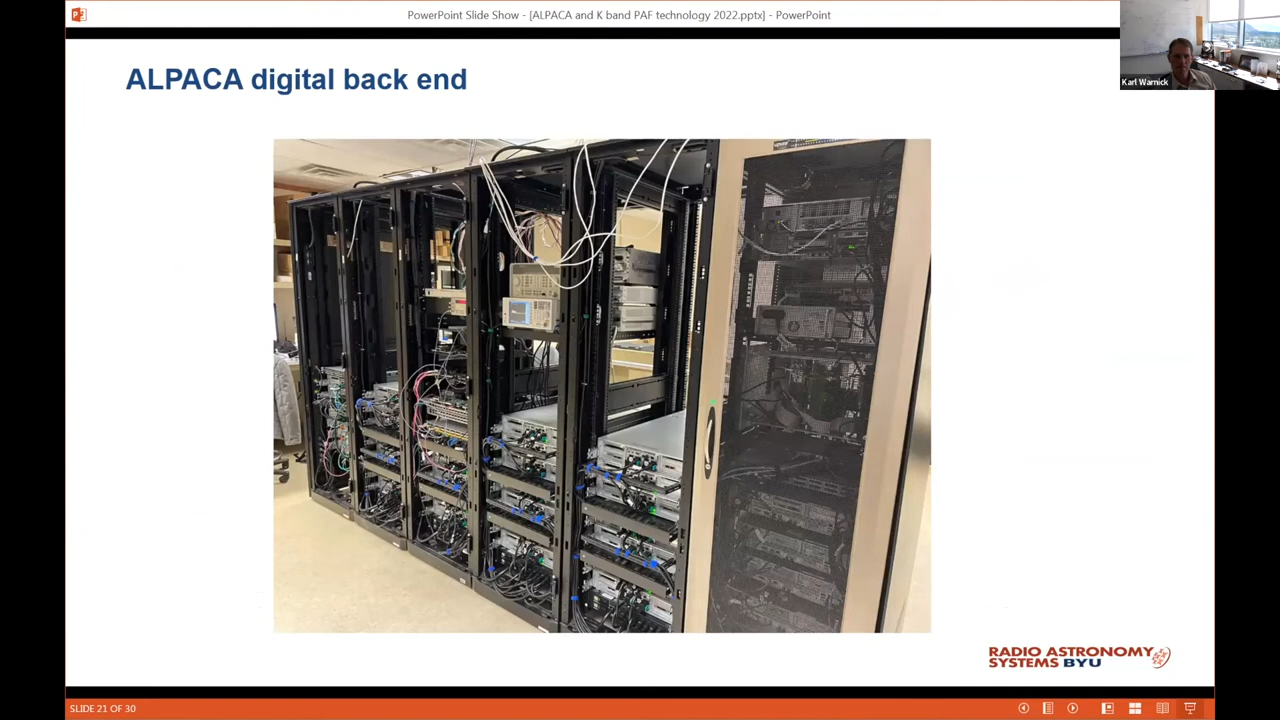 PowerPoint Slide Show - [ALPACA and K band PAF technology 2022.pptx] - PowerPoint
Karl Warnick
ALPACA digital back end
RADIO ASTRONOMY
SYSTEMS BYU
SLIDE 21 OF 30